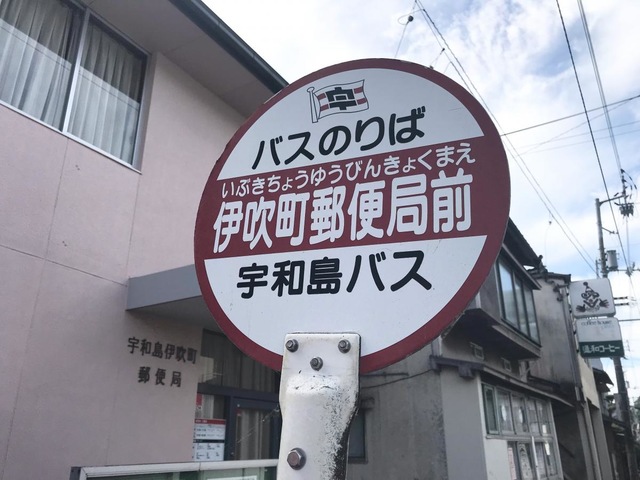 宇
バスのりば
いぶきちょうゆうびんきょくまえ
伊吹町郵便局前
宇和島バス
宇和島伊吹町
郵便局